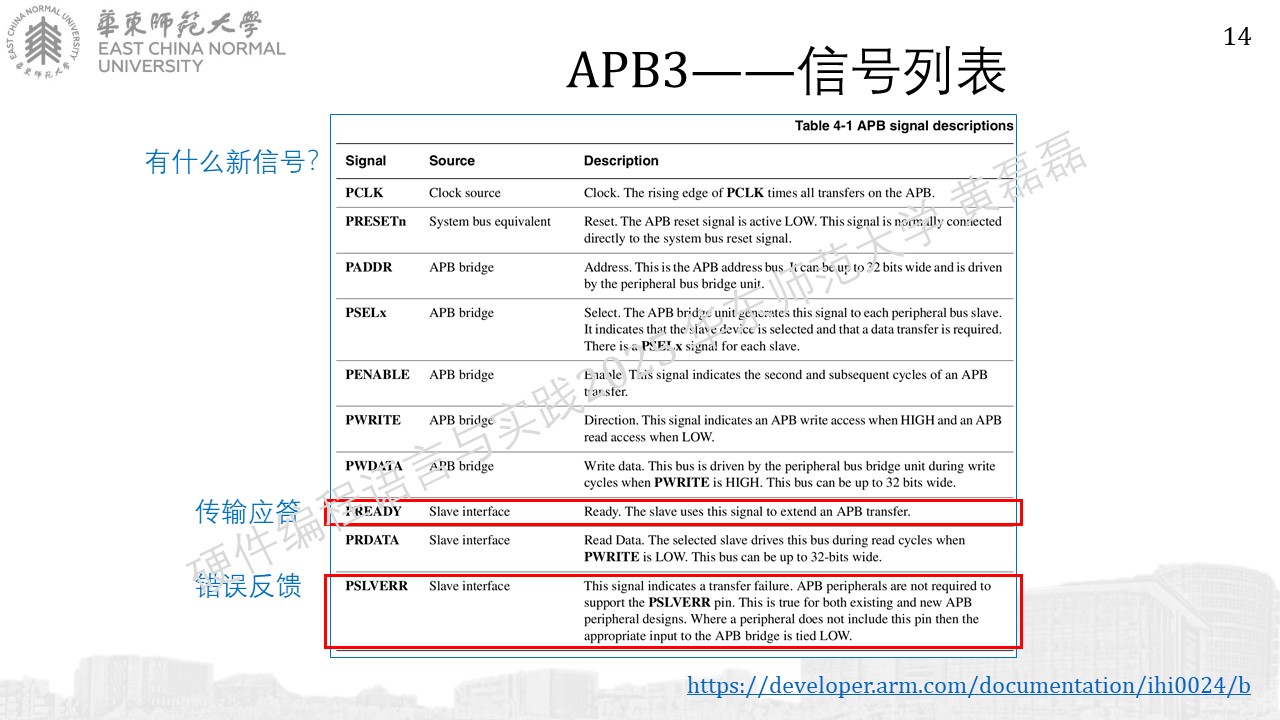 華東師範大學
EAST CHINA NORMAL
UNIVERSITY
EAST CHINA NORMAL UNIVERSITY
華東师范大学
14
APB3——信号列表
有什么新信号?
Table 4-1 APB signal descriptions
Signal Source Description
PCLK Clock source Clock. The rising edge of PCLK times all transfers on the APB.
PRESETn System bus equivalent Reset. The APB reset signal is active LOW. This signal is normally connected
directly to the system bus reset signal.
PADDR APB bridge Address. This is the APB address bus. It can be up to 32 bits wide and is driven
by the peripheral bus bridge unit.
PSELx APB bridge Select. The APB bridge unit generates this signal to each peripheral bus slave.
It indicates that the slave device is selected and that a data transfer is required.
There is a PSELx signal for each slave.
PENABLE APB bridge Enable. This signal indicates the second and subsequent cycles of an APB
transfer.
PWRITE APB bridge Direction. This signal indicates an APB write access when HIGH and an APB
read access when LOW.
PWDATA APB bridge Write data. This bus is driven by the peripheral bus bridge unit during write
cycles when PWRITE is HIGH. This bus can be up to 32 bits wide.
传输应答
PREADY Slave interface Ready. The slave uses this signal to extend an APB transfer.
PRDATA Slave interface Read Data. The selected slave drives this bus during read cycles when
PWRITE is LOW. This bus can be up to 32-bits wide.
错误反馈
PSLVERR Slave interface This signal indicates a transfer failure. APB peripherals are not required to
support the PSLVERR pin. This is true for both existing and new APB
peripheral designs. Where a peripheral does not include this pin then the
appropriate input to the APB bridge is tied LOW.
硬件编程语言与实践2025 华东师范大学 黄磊磊
https://developer.arm.com/documentation/ihi0024/b